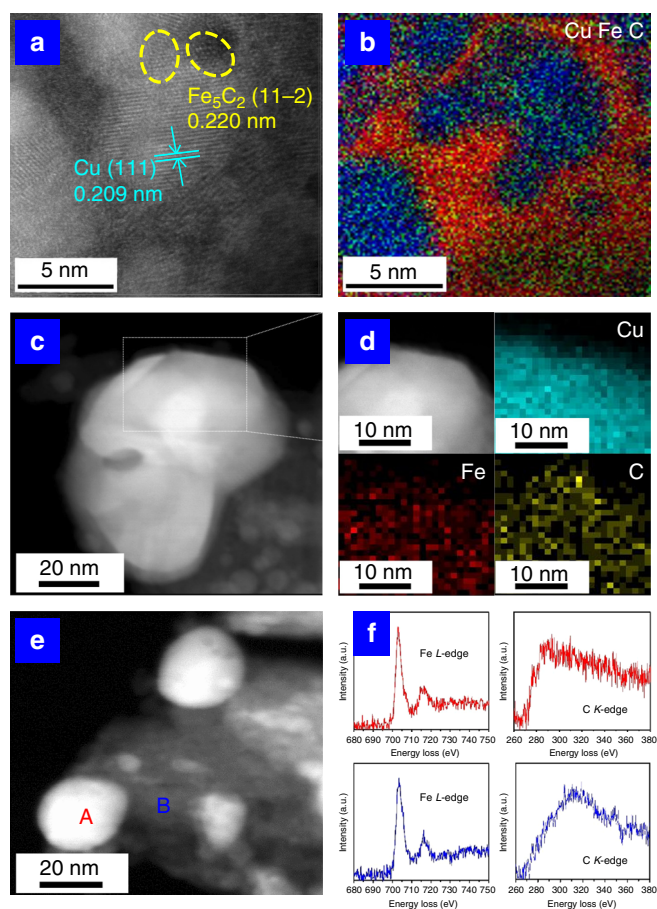 a
Fe₅C₂ (11–2)
0.220 nm
Cu (111)
0.209 nm
5 nm
b
Cu Fe C
5 nm
c
20 nm
d
Cu
10 nm
10 nm
Fe
C
10 nm
10 nm
e
A
B
20 nm
f
Intensity (a.u.)
Fe L-edge
680 690 700 710 720 730 740 750
Energy loss (eV)
Intensity (a.u.)
C K-edge
260 280 300 320 340 360 380
Energy loss (eV)
Intensity (a.u.)
Fe L-edge
680 690 700 710 720 730 740 750
Energy loss (eV)
Intensity (a.u.)
C K-edge
260 280 300 320 340 360 380
Energy loss (eV)